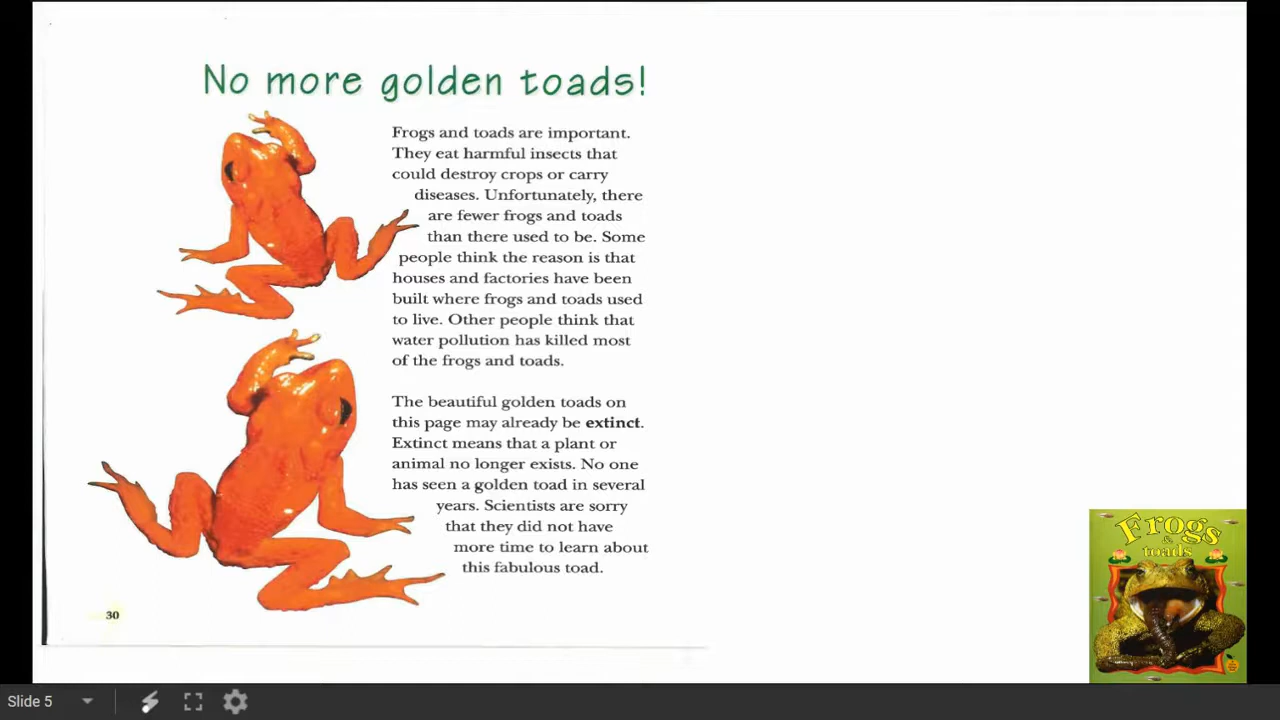 No more golden toads!
Frogs and toads are important.
They eat harmful insects that
could destroy crops or carry
diseases. Unfortunately, there
are fewer frogs and toads
than there used to be. Some
people think the reason is that
houses and factories have been
built where frogs and toads used
to live. Other people think that
water pollution has killed most
of the frogs and toads.
The beautiful golden toads on
this page may already be extinct.
Extinct means that a plant or
animal no longer exists. No one
has seen a golden toad in several
years. Scientists are sorry
that they did not have
more time to learn about
this fabulous toad.
30
Frogs
&
toads
Slide 5